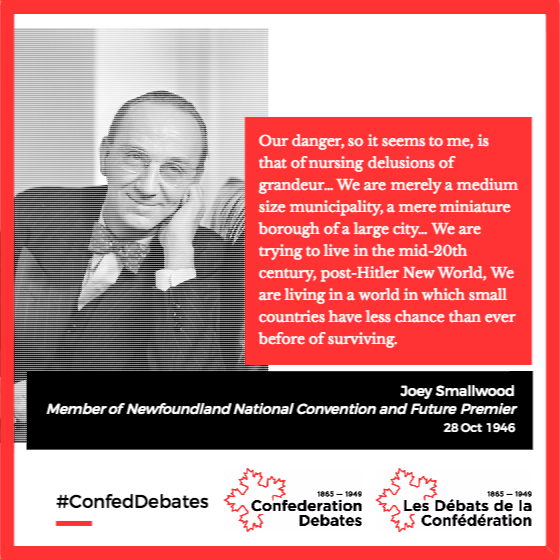 Our danger, so it seems to me, is
that of nursing delusions of
grandeur... We are merely a medium
size municipality, a mere miniature
borough of a large city... We are
trying to live in the mid-20th
century, post-Hitler New World, We
are living in a world in which small
countries have less chance than ever
before of surviving.
Joey Smallwood
Member of Newfoundland National Convention and Future Premier
28 Oct 1946
#ConfedDebates
1865 — 1949
Confederation
Debates
1865 — 1949
Les Débats de la
Confédération